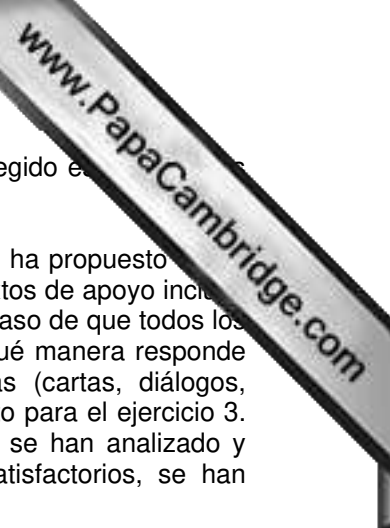 www.PapaCambridge.com
egido
ha propuesto
tos de apoyo
aso de que todos los
ué manera responde
as (cartas, diálogos,
o para el ejercicio 3.
se han analizado y
atisfactorios, se han